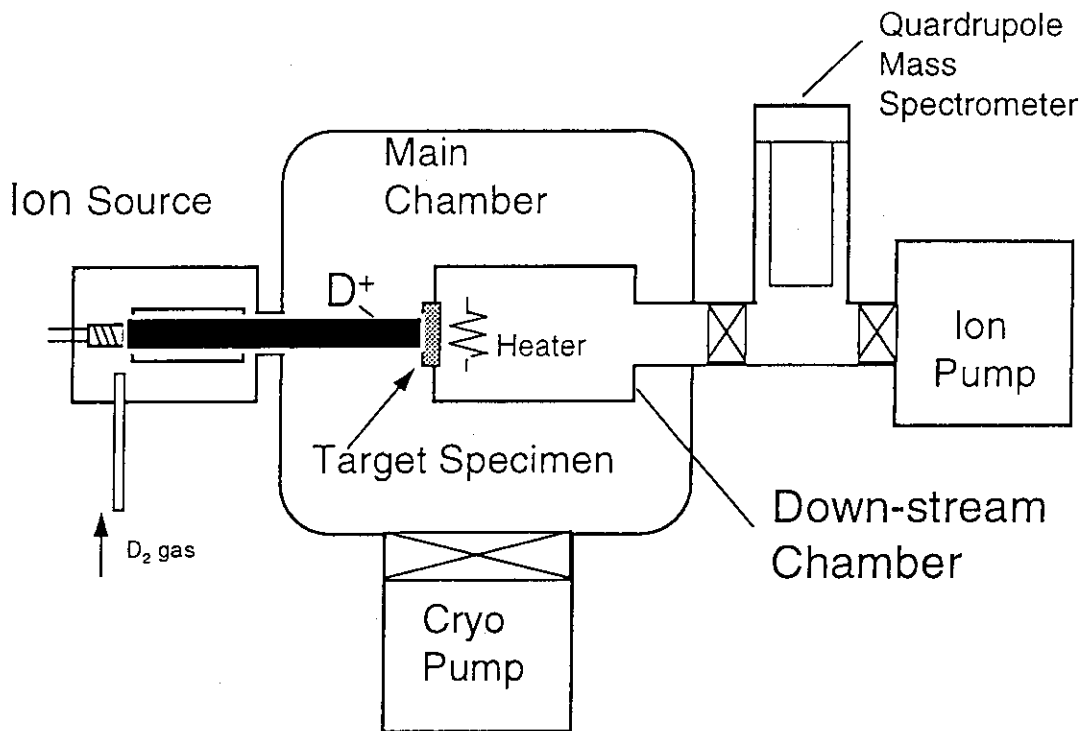 Quardrupole
Mass
Spectrometer
Main
Chamber
Ion Source
D⁺
Heater
Ion
Pump
Target Specimen
Down-stream
Chamber
D₂ gas
Cryo
Pump